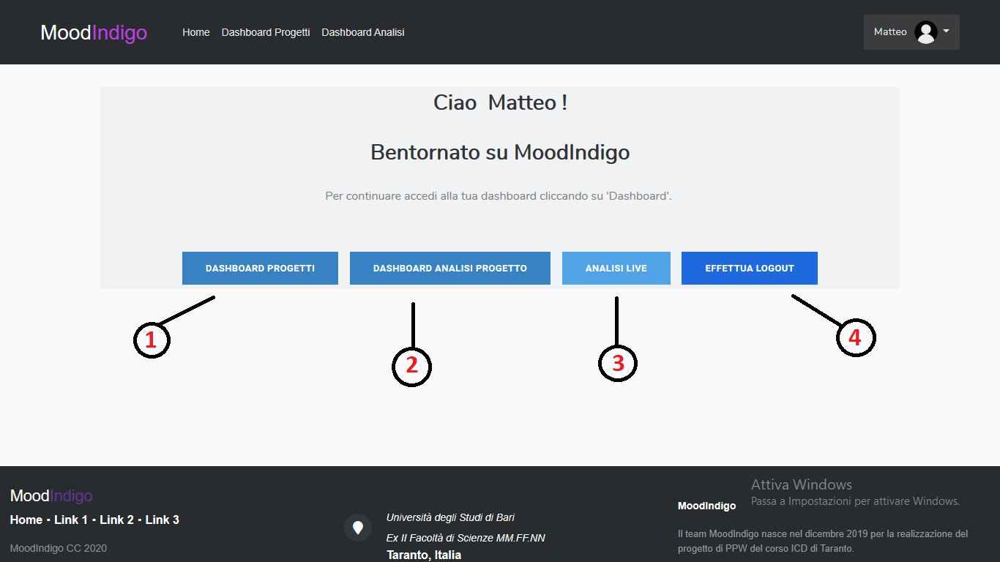 MoodIndigo
Home Dashboard Progetti Dashboard Analisi
Matteo
Ciao Matteo !
Bentornato su MoodIndigo
Per continuare accedi alla tua dashboard cliccando su 'Dashboard'.
DASHBOARD PROGETTI
DASHBOARD ANALISI PROGETTO
ANALISI LIVE
EFFETTUA LOGOUT
1
2
3
4
MoodIndigo
Home · Link 1 · Link 2 · Link 3
MoodIndigo CC 2020
Università degli Studi di Bari
Ex II Facoltà di Scienze MM.FF.NN
Taranto, Italia
Attiva Windows
Passa a Impostazioni per attivare Windows.
MoodIndigo
Il team MoodIndigo nasce nel dicembre 2019 per la realizzazione del
progetto di PPW del corso ICD di Taranto.